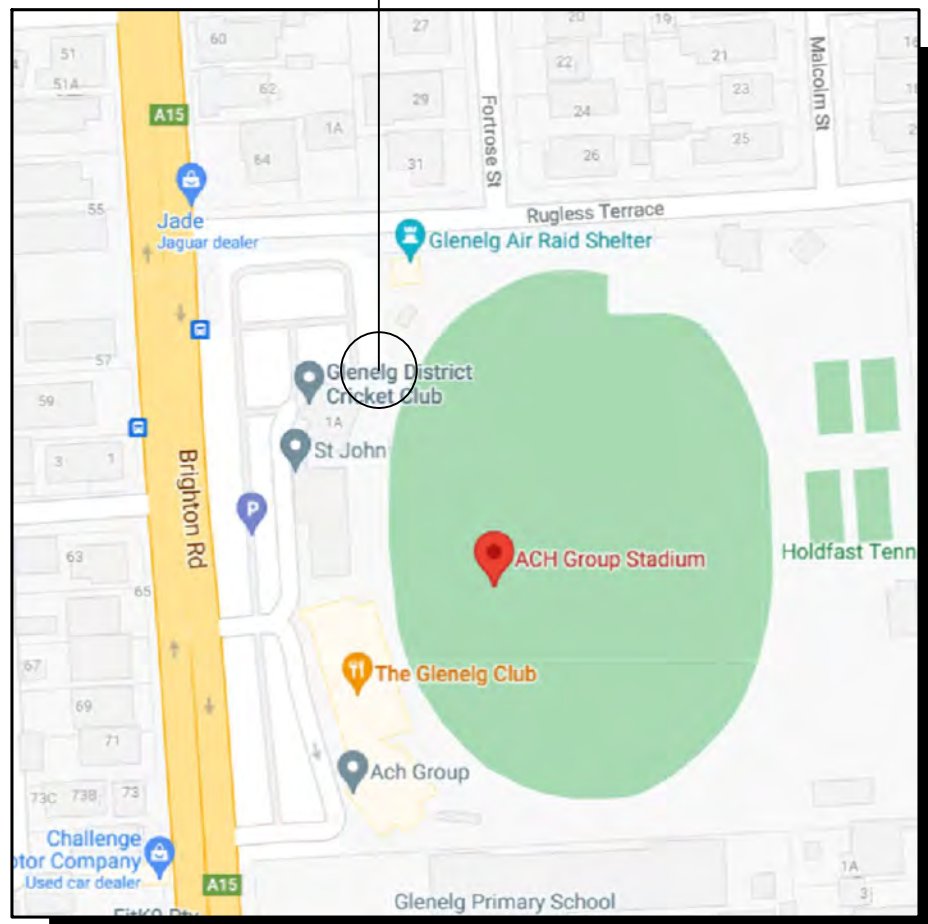 27
20
19
60
51
22
21
Malcolm St
51A
62
23
A15
29
Fortrose St
24
1A
25
64
31
26
55
Rugless Terrace
Jade
Jaguar dealer
Glenelg Air Raid Shelter
57
Glenelg District
Cricket Club
59
1A
St John
3
1
Brighton Rd
P
63
ACH Group Stadium
Holdfast Tenn
65
67
The Glenelg Club
69
71
Ach Group
73C
73B
73
Challenge
otor Company
Used car dealer
A15
1A
3
Glenelg Primary School